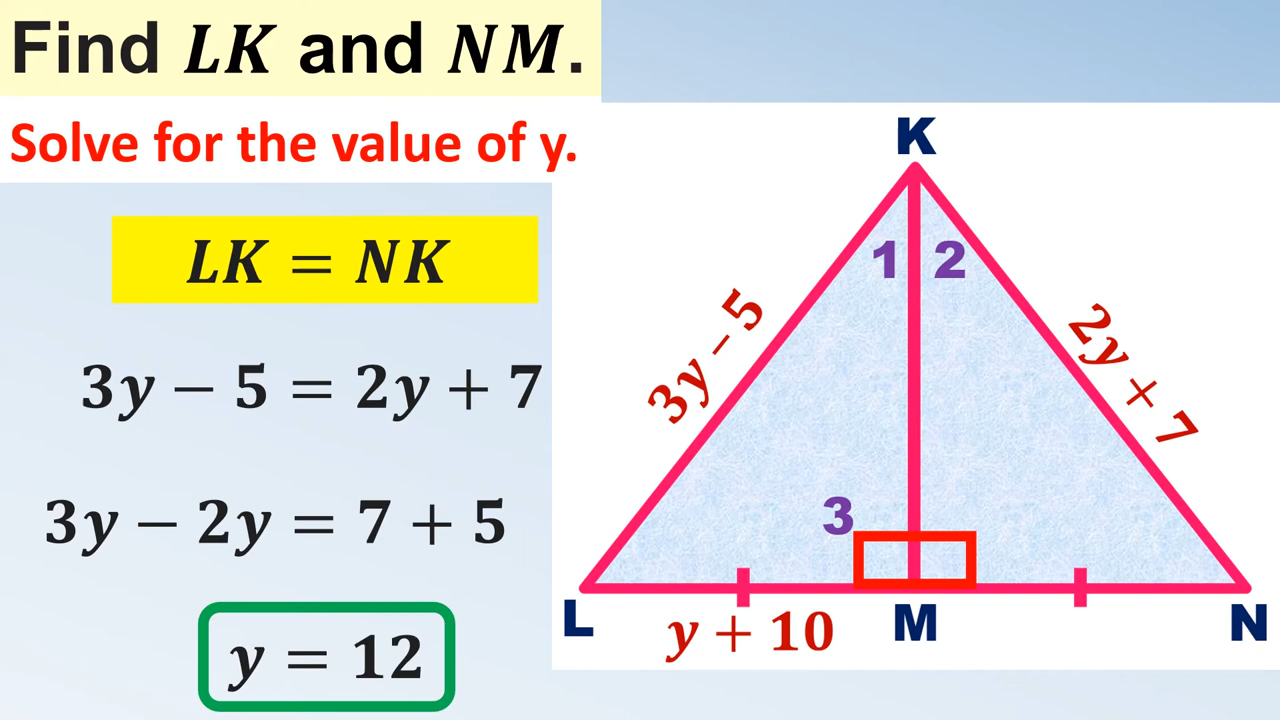 Find LK and NM.
Solve for the value of y.
LK = NK
3y − 5 = 2y + 7
3y − 2y = 7 + 5
y = 12
K
1 2
3y − 5
2y + 7
3
L
y + 10
M
N